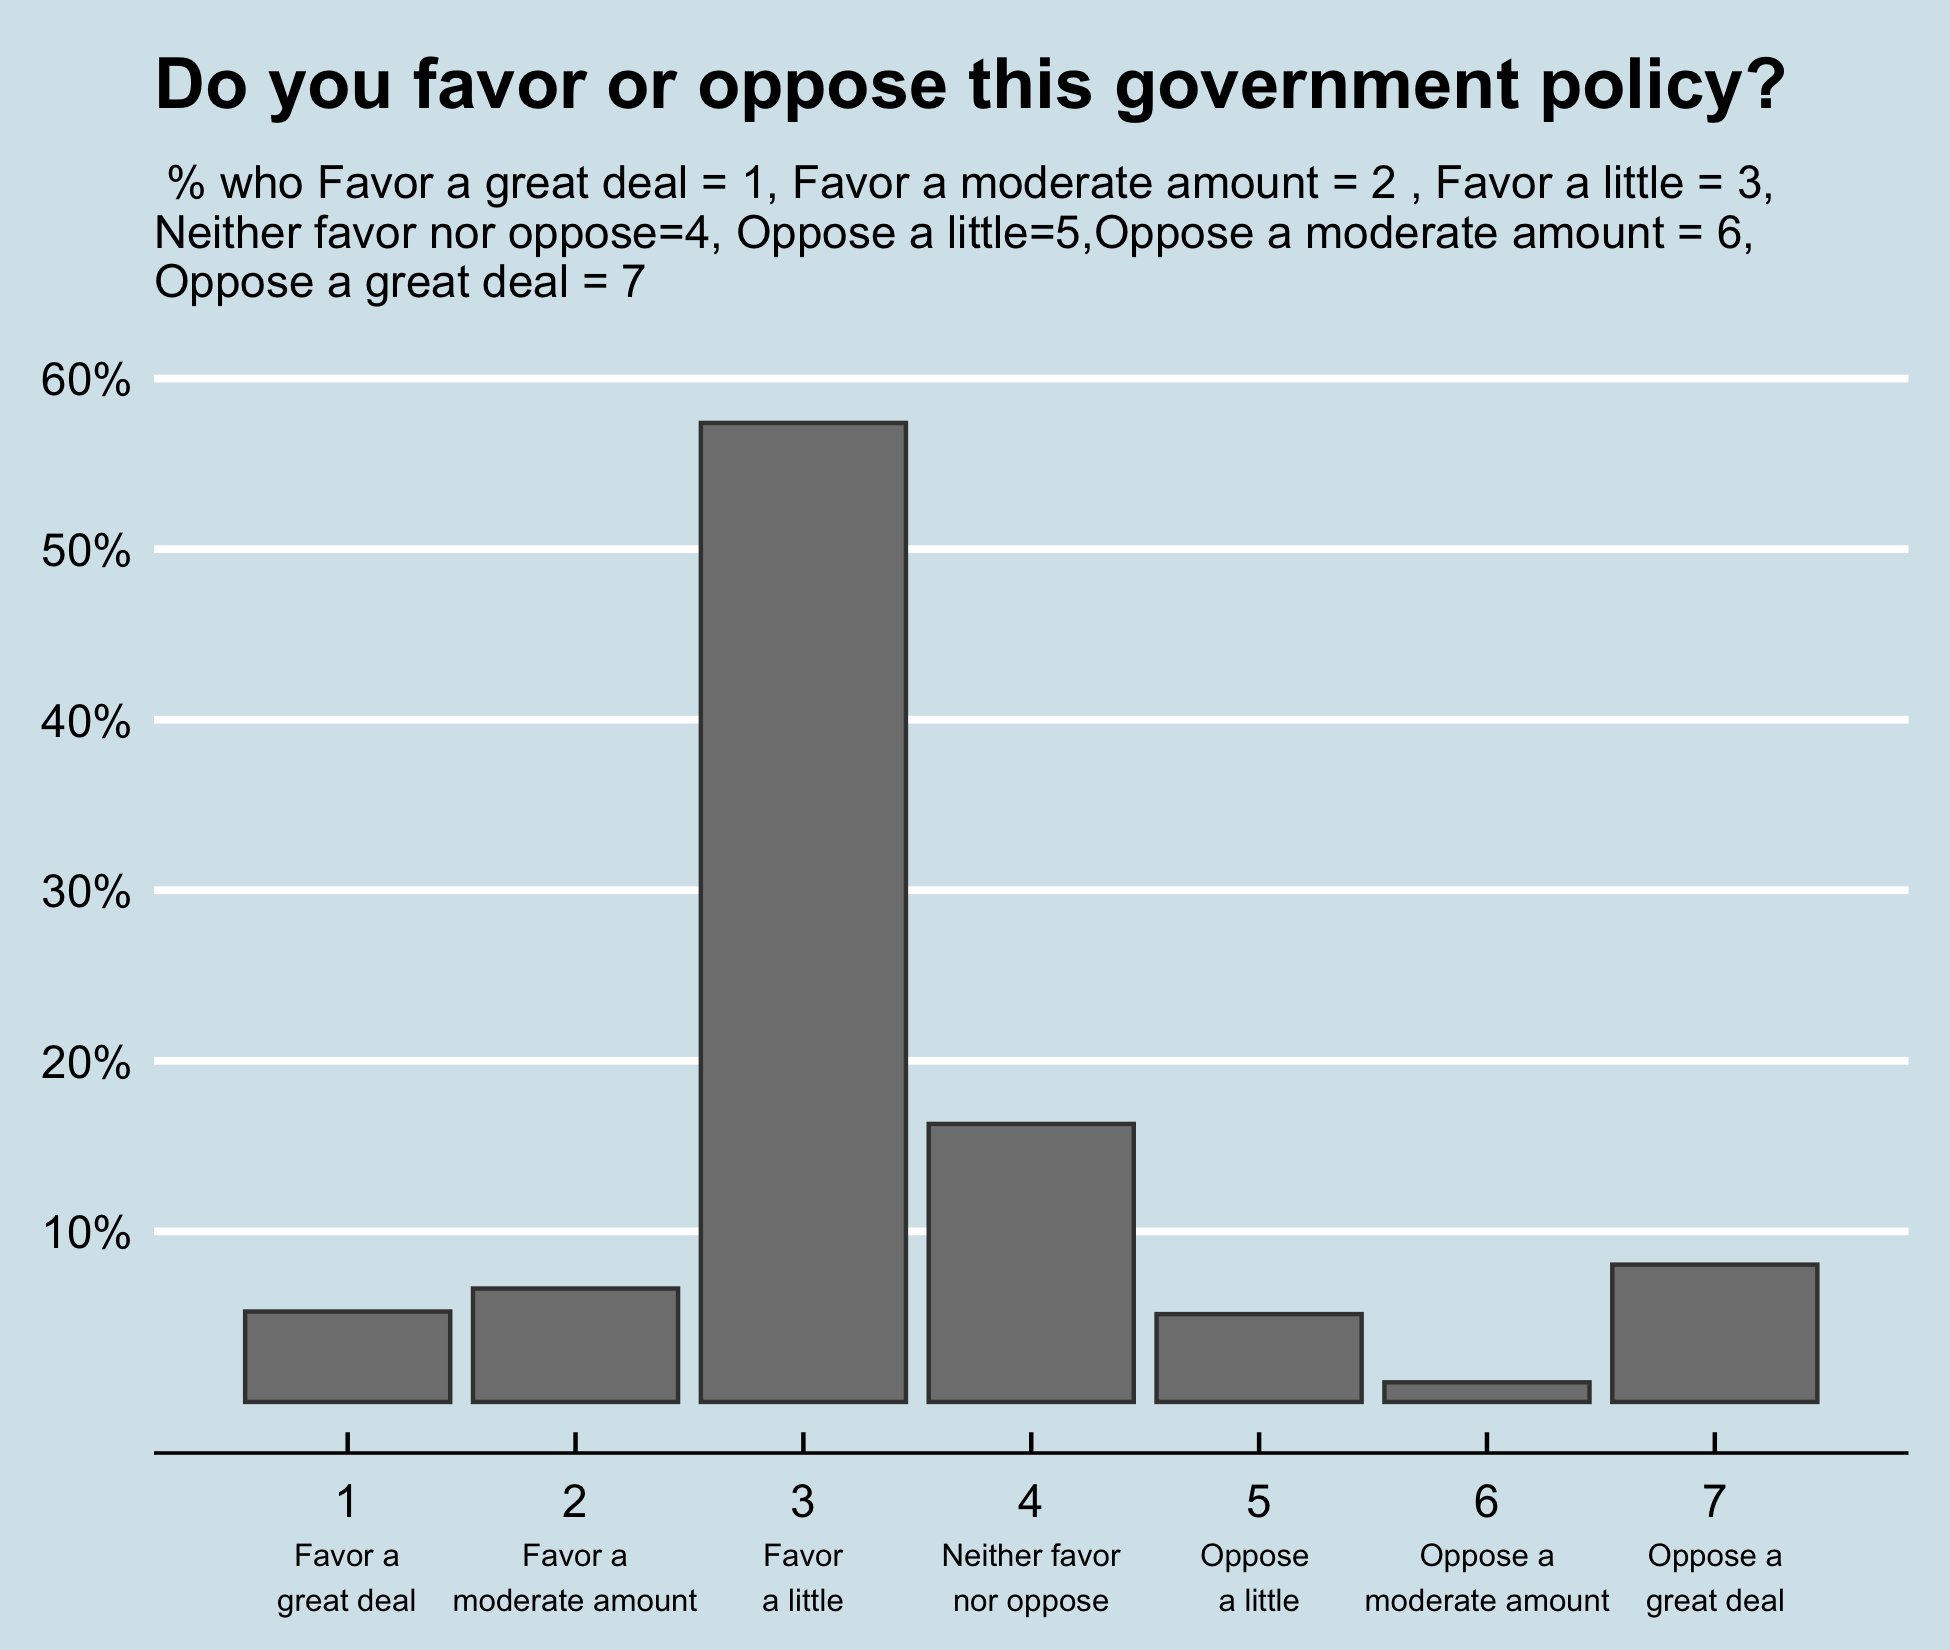 Do you favor or oppose this government policy?
% who Favor a great deal = 1, Favor a moderate amount = 2 , Favor a little = 3,
Neither favor nor oppose=4, Oppose a little=5,Oppose a moderate amount = 6,
Oppose a great deal = 7
60%
50%
40%
30%
20%
10%
1 2 3 4 5 6 7
Favor a Favor a Favor Neither favor Oppose Oppose a Oppose a
great deal moderate amount a little nor oppose a little moderate amount great deal